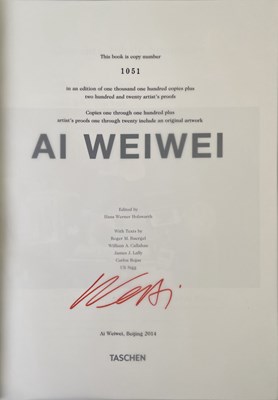 This book is copy number
1051
in an edition of one thousand one hundred copies plus
two hundred and twenty artist's proofs
Copies one through one hundred plus
artist's proofs one through twenty include an original artwork
AI WEIWEI
Edited by
Hans Werner Holzwarth
With Texts by
Roger M. Buergel
William A. Callahan
James J. Lally
Carlos Rojas
Uli Sigg
Ai Weiwei, Beijing 2014
TASCHEN